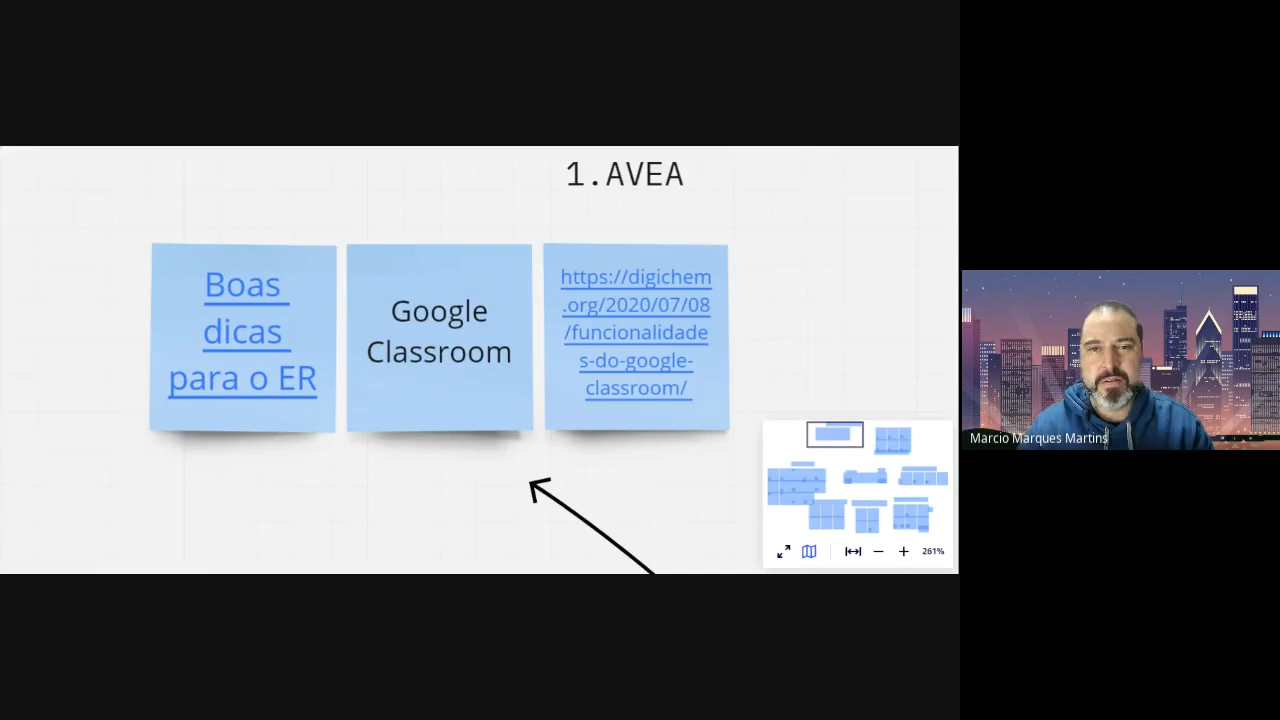 1.AVEA
Boas
dicas
para o ER
Google
Classroom
https://digichem
.org/2020/07/08
/funcionalidade
s-do-google-
classroom/
261%
Marcio Marques Martins